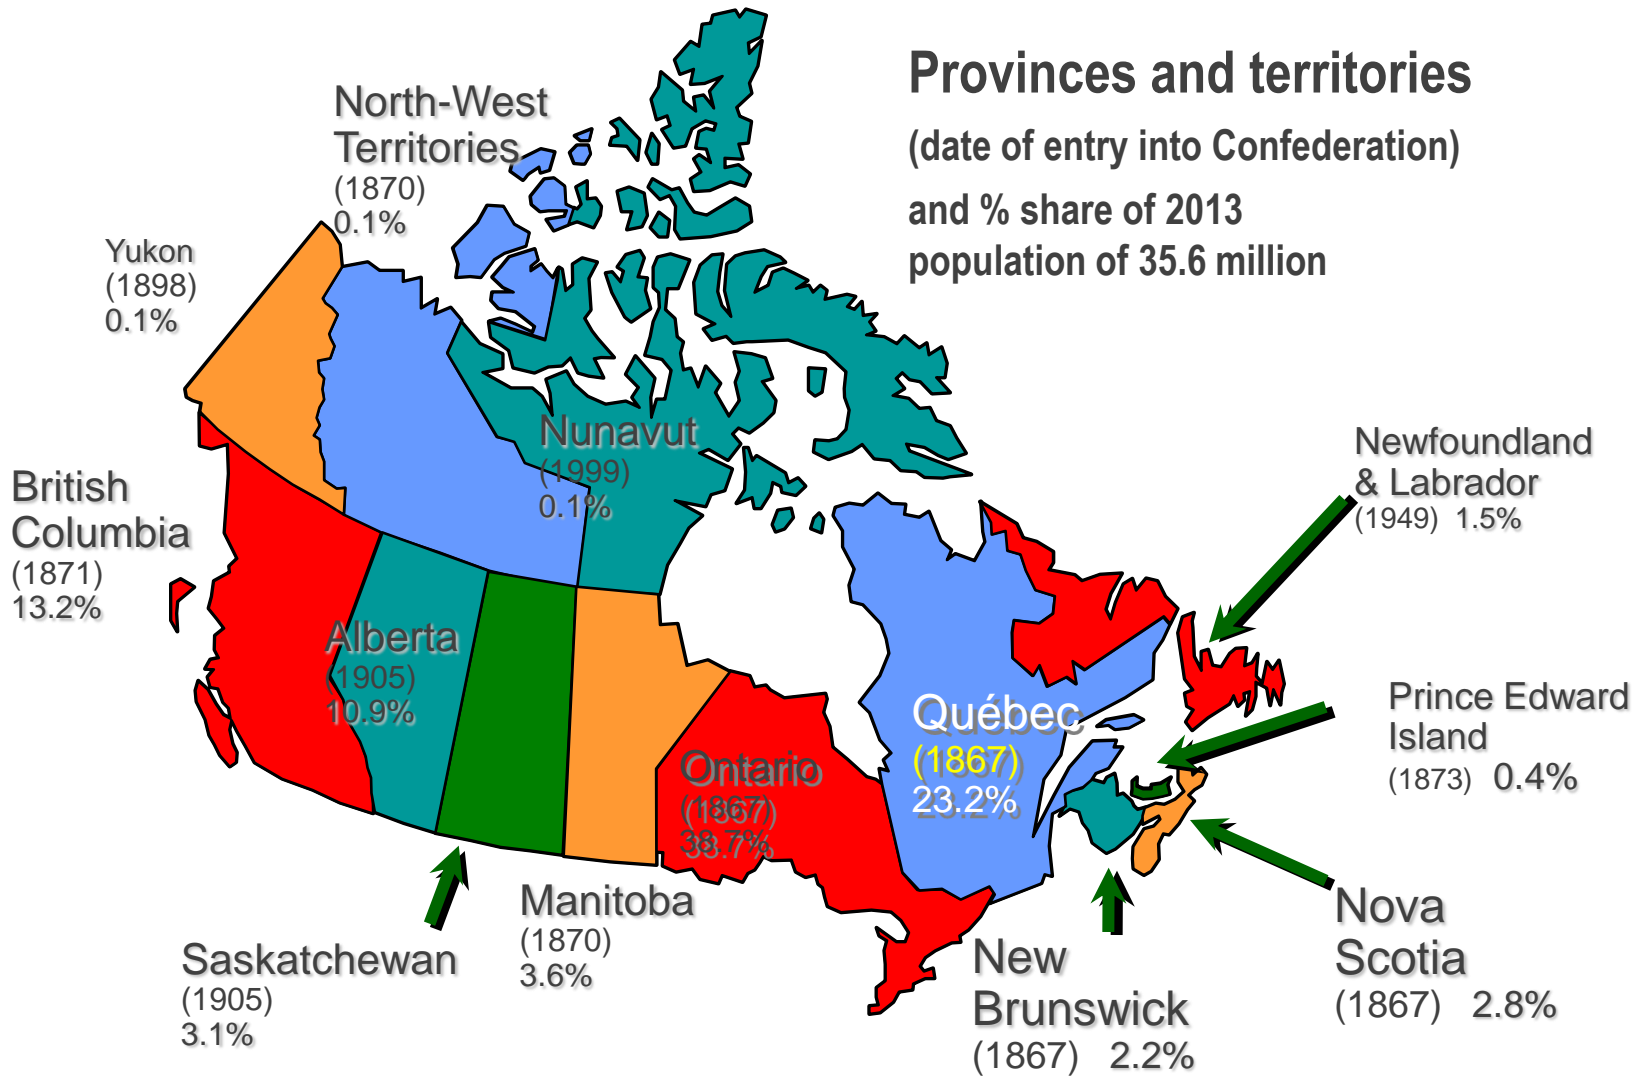 Provinces and territories
(date of entry into Confederation)
and % share of 2013
population of 35.6 million
North-West
Territories
(1870)
0.1%
Yukon
(1898)
0.1%
Nunavut
(1999)
0.1%
British
Columbia
(1871)
13.2%
Alberta
(1905)
10.9%
Saskatchewan
(1905)
3.1%
Manitoba
(1870)
3.6%
Ontario
(1867)
38.7%
Québec
(1867)
23.2%
Newfoundland
& Labrador
(1949) 1.5%
Prince Edward
Island
(1873) 0.4%
Nova
Scotia
(1867) 2.8%
New
Brunswick
(1867) 2.2%